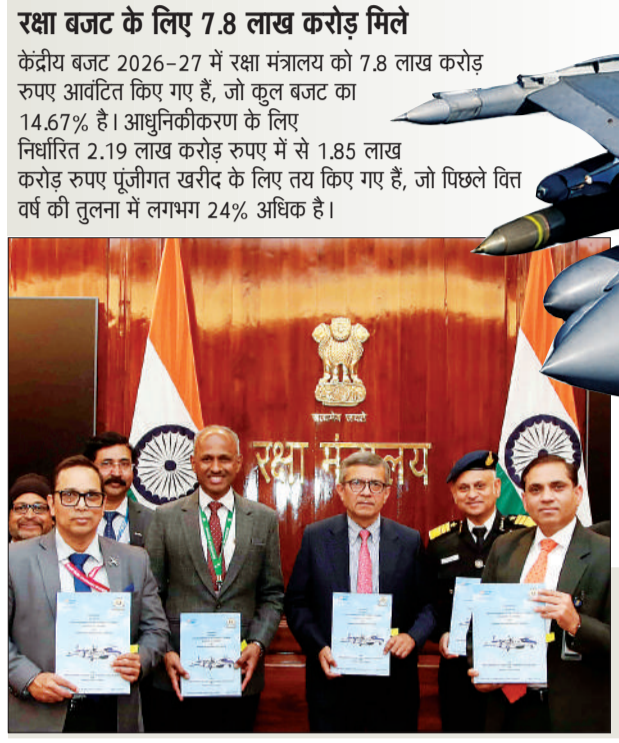 रक्षा बजट के लिए 7.8 लाख करोड़ मिले
केंद्रीय बजट 2026-27 में रक्षा मंत्रालय को 7.8 लाख करोड़
रुपए आवंटित किए गए हैं, जो कुल बजट का
14.67% है। आधुनिकीकरण के लिए
निर्धारित 2.19 लाख करोड़ रुपए में से 1.85 लाख
करोड़ रुपए पूंजीगत खरीद के लिए तय किए गए हैं, जो पिछले वित्त
वर्ष की तुलना में लगभग 24% अधिक है।
सत्यमेव जयते
रक्षा मंत्रालय